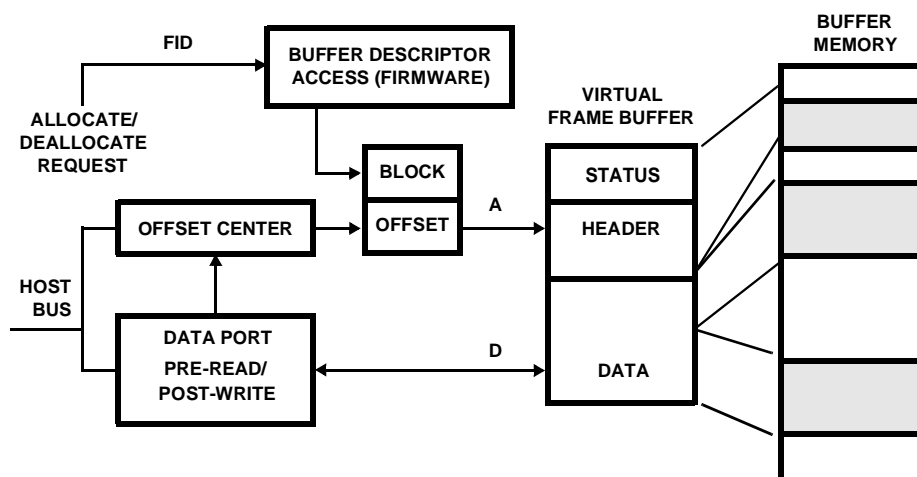 BUFFER
MEMORY
FID
BUFFER DESCRIPTOR
ACCESS (FIRMWARE)
VIRTUAL
FRAME BUFFER
ALLOCATE/
DEALLOCATE
REQUEST
BLOCK
STATUS
OFFSET CENTER
OFFSET
A
HEADER
HOST
BUS
DATA PORT
PRE-READ/
POST-WRITE
D
DATA